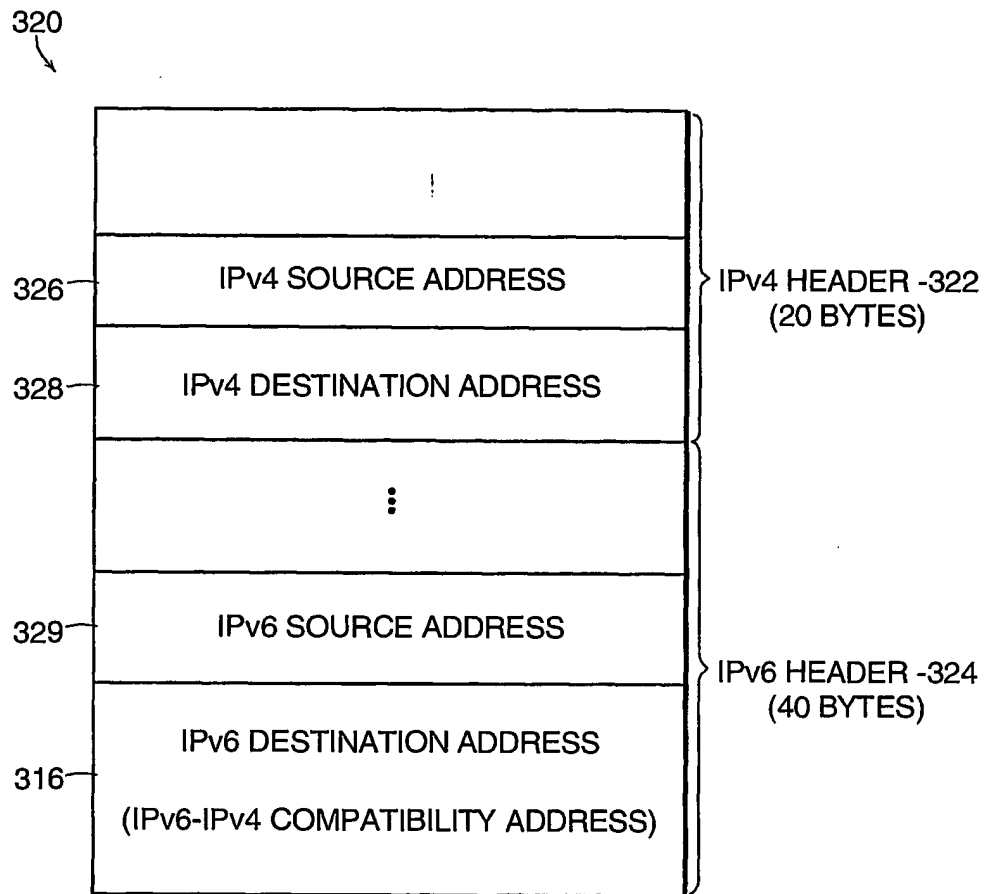 320
326
IPv4 SOURCE ADDRESS
IPv4 HEADER -322
(20 BYTES)
328
IPv4 DESTINATION ADDRESS
329
IPv6 SOURCE ADDRESS
IPv6 HEADER -324
(40 BYTES)
IPv6 DESTINATION ADDRESS
316
(IPv6-IPv4 COMPATIBILITY ADDRESS)